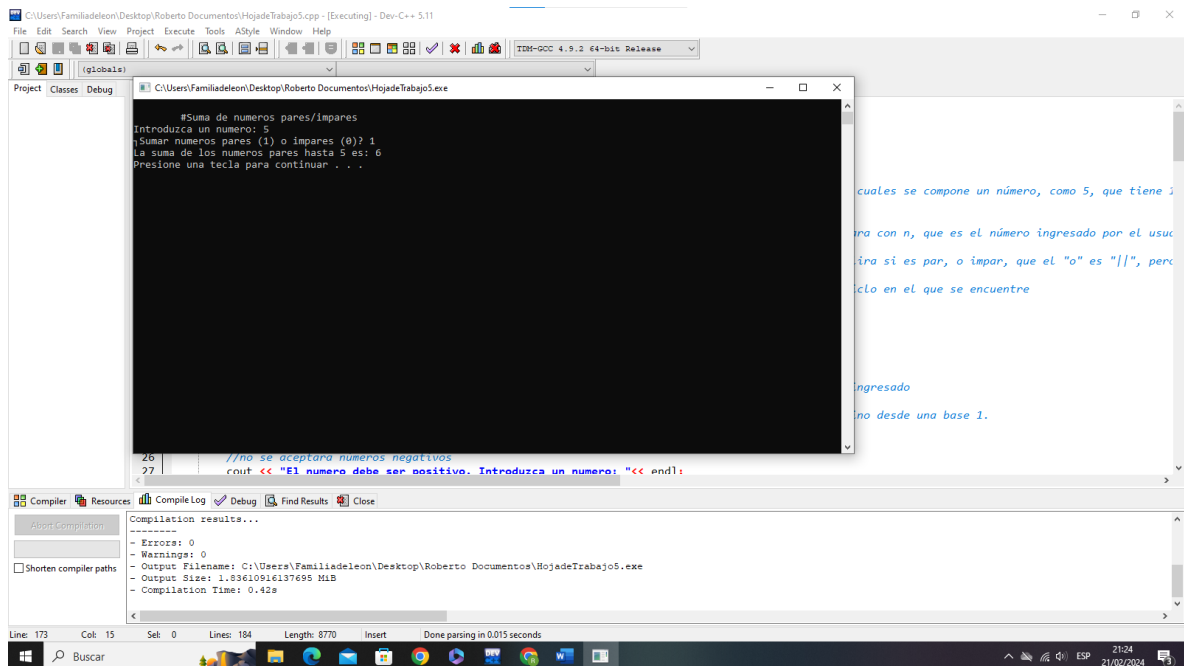 C:\Users\Familiadeleon\Desktop\Roberto Documentos\HojadeTrabajo5.cpp - [Executing] - Dev-C++ 5.11
File Edit Search View Project Execute Tools AStyle Window Help
TDM-GCC 4.9.2 64-bit Release
(globals)
Project Classes Debug
C:\Users\Familiadeleon\Desktop\Roberto Documentos\HojadeTrabajo5.exe
#Suma de numeros pares/impares
Introduzca un numero: 5
┐Sumar numeros pares (1) o impares (0)? 1
La suma de los numeros pares hasta 5 es: 6
Presione una tecla para continuar . . .
cuales se compone un número, como 5, que tiene
con n, que es el número ingresado por el
si es par, o impar, que el "o" es "||",
en el que se encuentre
desde una base 1.
26 //no se aceptara numeros negativos
27 cout << "El numero debe ser positivo. Introduzca un numero: "<< endl;
Compiler Resources Compile Log Debug Find Results Close
Abort Compilation
Shorten compiler paths
Compilation results...
--------
- Errors: 0
- Warnings: 0
- Output Filename: C:\Users\Familiadeleon\Desktop\Roberto Documentos\HojadeTrabajo5.exe
- Output Size: 1.83610916137695 MiB
- Compilation Time: 0.42s
Line: 173 Col: 15 Sel: 0 Lines: 184 Length: 8770 Insert Done parsing in 0.015 seconds
Buscar
DEV
ESP
21:24
21/02/2024
3